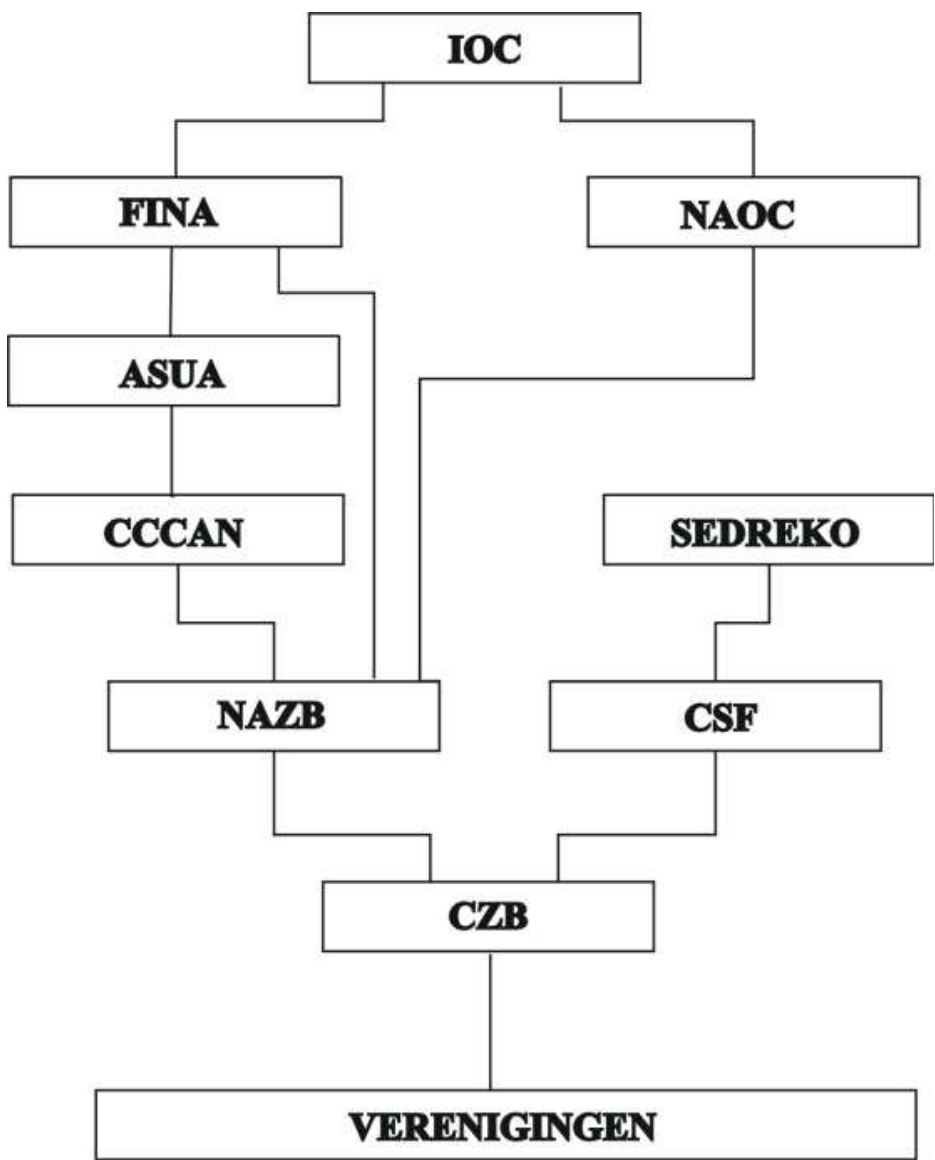 IOC
FINA
NAOC
ASUA
CCCAN
SEDREKO
NAZB
CSF
CZB
VERENIGINGEN